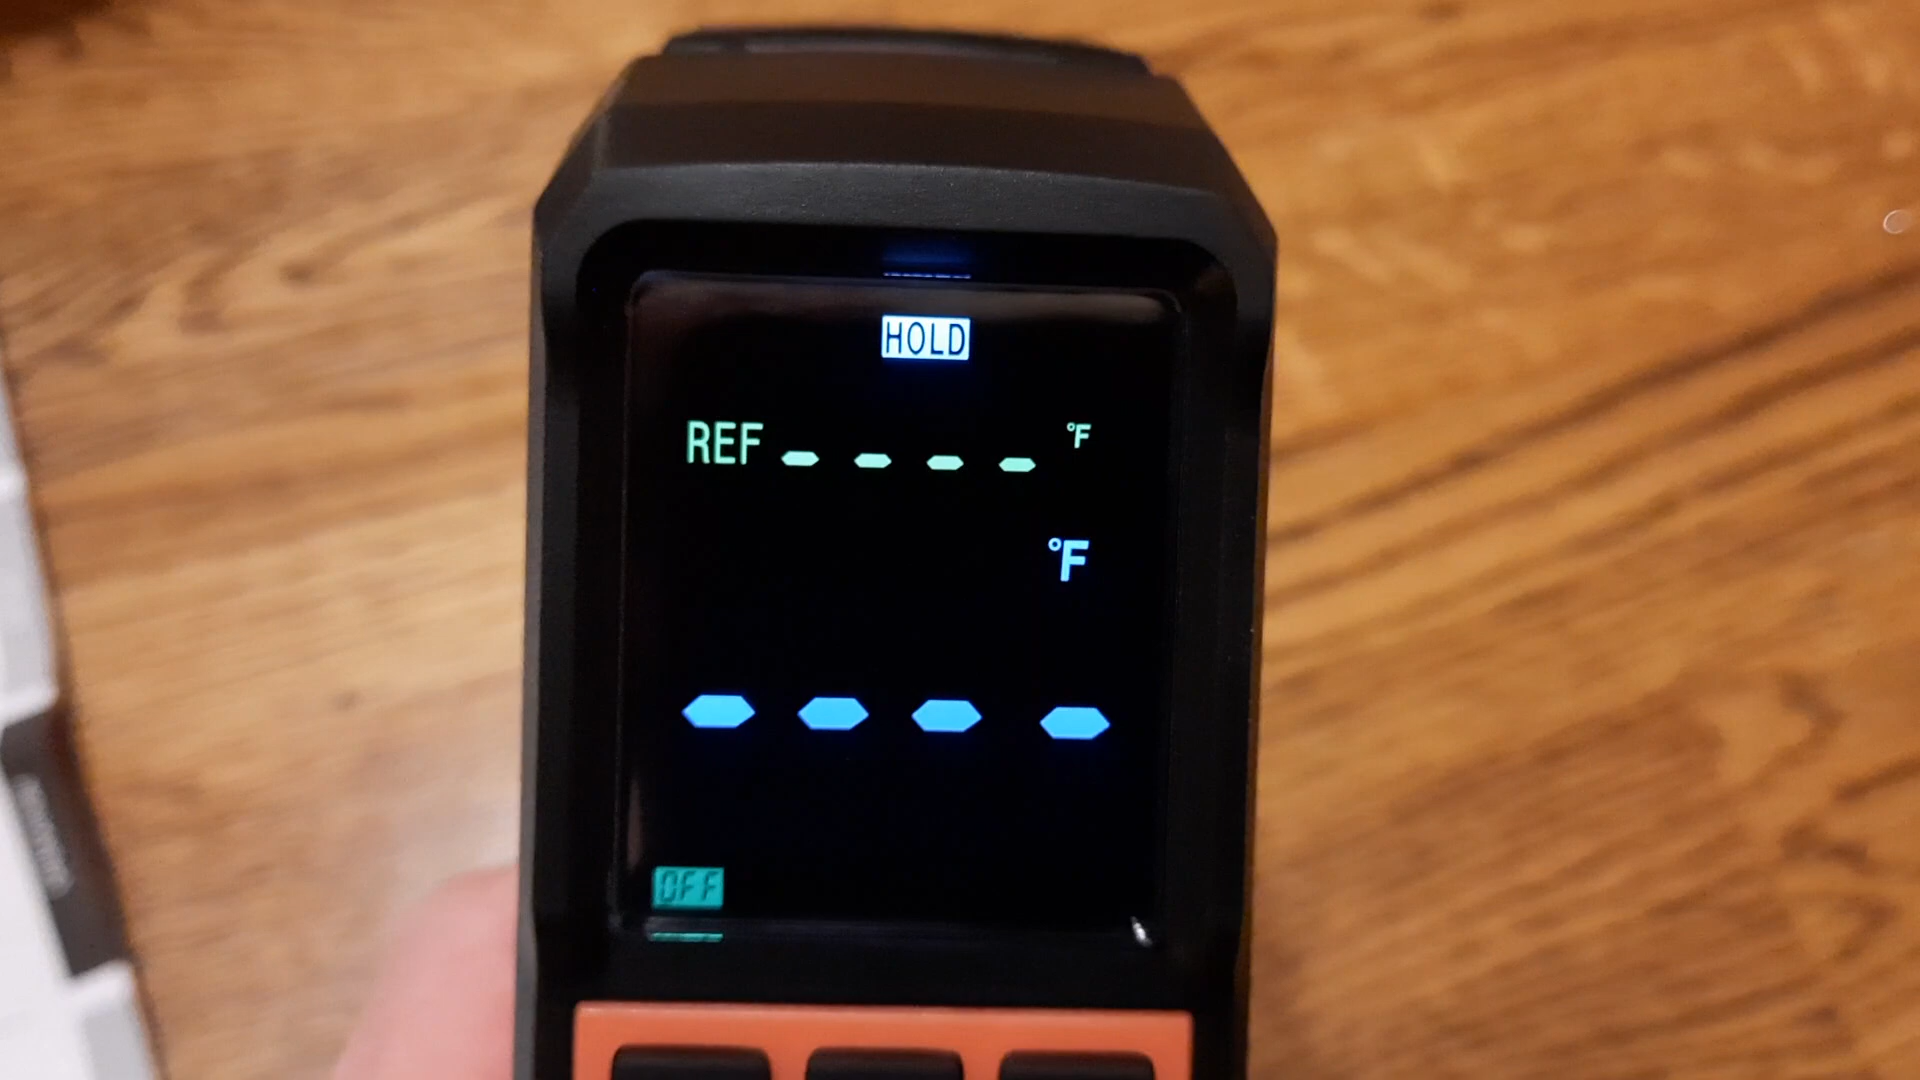 HOLD
REF - - - - °F
°F
- - - -
OFF